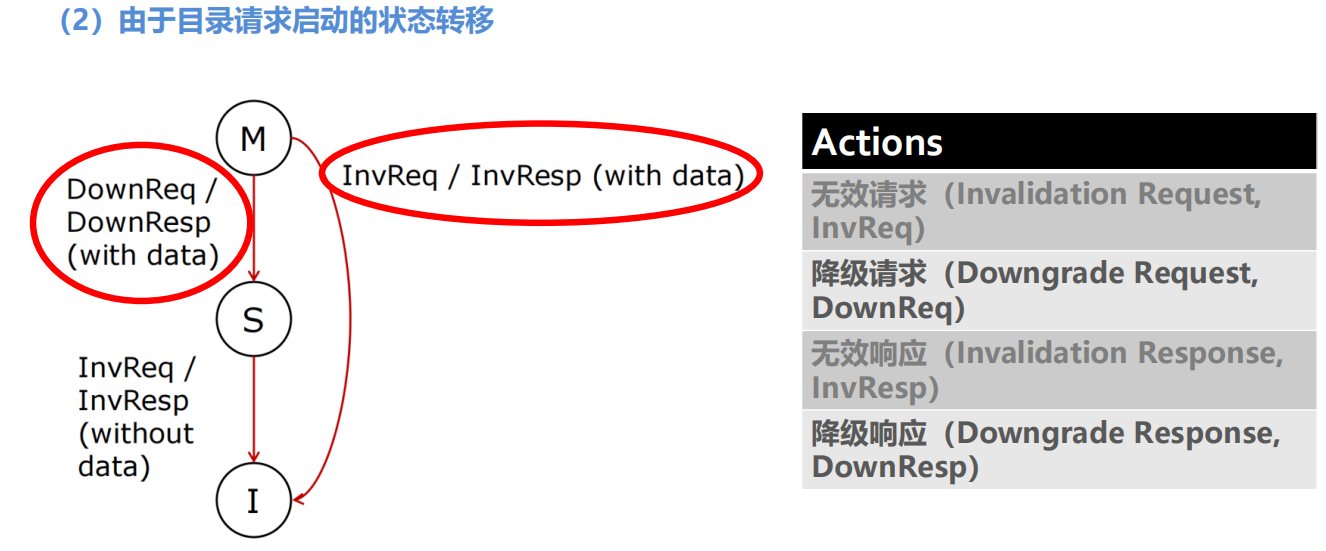 （2）由于目录请求启动的状态转移
M
DownReq /
DownResp
(with data)
InvReq / InvResp (with data)
S
InvReq /
InvResp
(without
data)
I
Actions
无效请求（Invalidation Request,
InvReq)
降级请求（Downgrade Request,
DownReq)
无效响应（Invalidation Response,
InvResp)
降级响应（Downgrade Response,
DownResp)